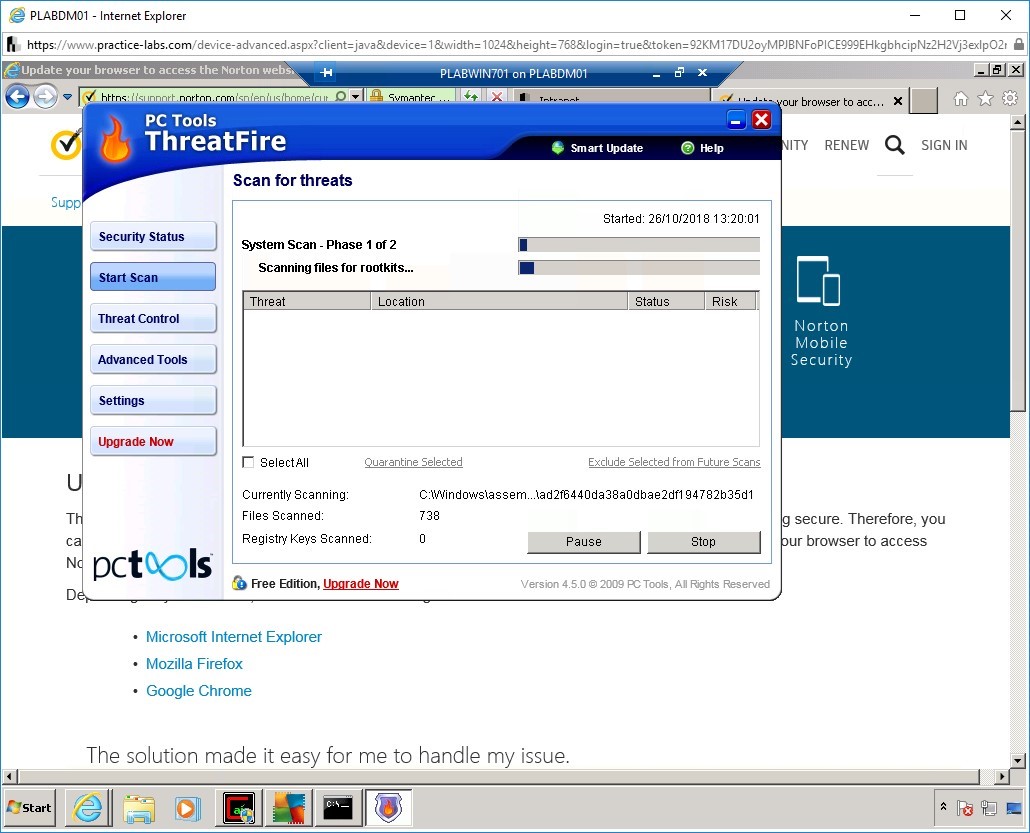 PLABDM01 - Internet Explorer
https://www.practice-labs.com/device-advanced.aspx?client=java&device=1&width=1024&height=768&login=true&token=
Update your browser to access the Norton webs
PLABWIN701 on PLABDM01
https://support.norton.com/sp/en/us/home/cur
Symantec ...
Intranet
Update your browser to acc...
PC Tools
ThreatFire
Smart Update
Help
NITY
RENEW
SIGN IN
Supp
Scan for threats
Started: 26/10/2018 13:20:01
Security Status
System Scan - Phase 1 of 2
Scanning files for rootkits...
Start Scan
Threat
Location
Status
Risk
Threat Control
Advanced Tools
Settings
Upgrade Now
Norton
Mobile
Security
Select All
Quarantine Selected
Exclude Selected from Future Scans
Currently Scanning:
C:\Windows\assem...\ad2f6440da38a0dbae2df194782b35d1
Files Scanned:
738
Registry Keys Scanned:
0
Pause
Stop
pctools
Free Edition, Upgrade Now
Version 4.5.0 © 2009 PC Tools, All Rights Reserved
U
Th
g secure. Therefore, you
ca
our browser to access
No
De
• Microsoft Internet Explorer
• Mozilla Firefox
• Google Chrome
The solution made it easy for me to handle my issue.
Start